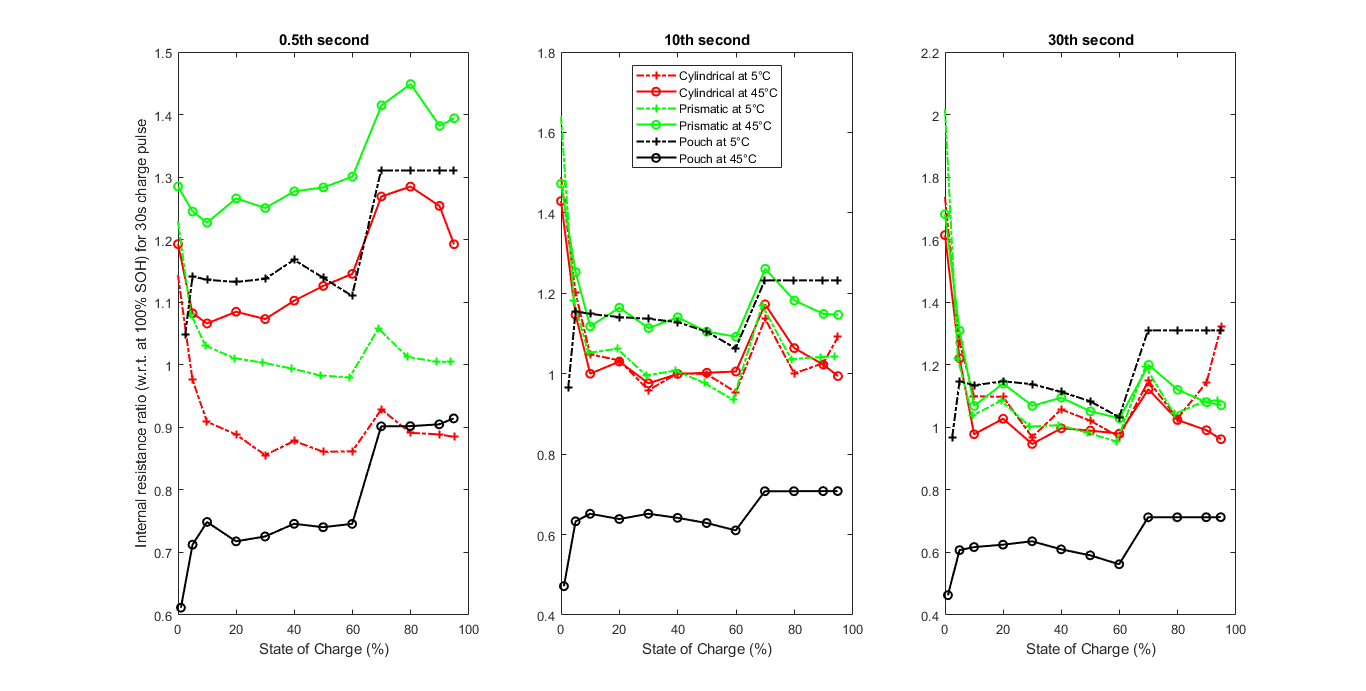 0.5th second
10th second
30th second
Internal resistance ratio (w.r.t. at 100% SOH) for 30s charge pulse
1.5
1.4
1.3
1.2
1.1
1
0.9
0.8
0.7
0.6
0 20 40 60 80 100
State of Charge (%)
1.8
1.6
1.4
1.2
1
0.8
0.6
0.4
0 20 40 60 80 100
State of Charge (%)
Cylindrical at 5°C
Cylindrical at 45°C
Prismatic at 5°C
Prismatic at 45°C
Pouch at 5°C
Pouch at 45°C
2.2
2
1.8
1.6
1.4
1.2
1
0.8
0.6
0.4
0 20 40 60 80 100
State of Charge (%)